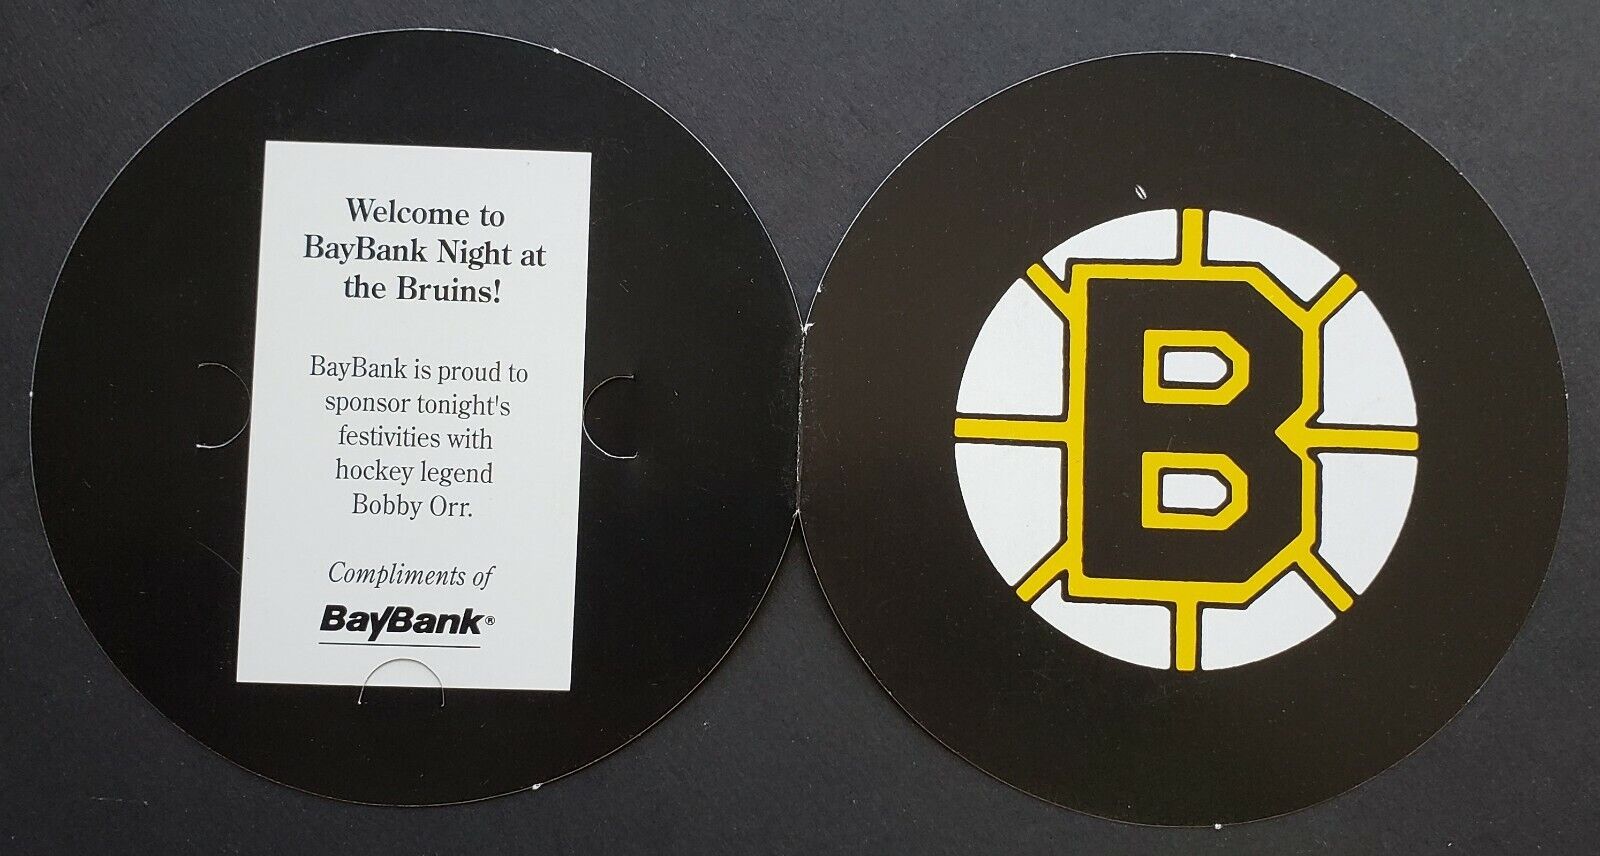 Welcome to
BayBank Night at
the Bruins!
BayBank is proud to
sponsor tonight's
festivities with
hockey legend
Bobby Orr.
Compliments of
BayBank®
B